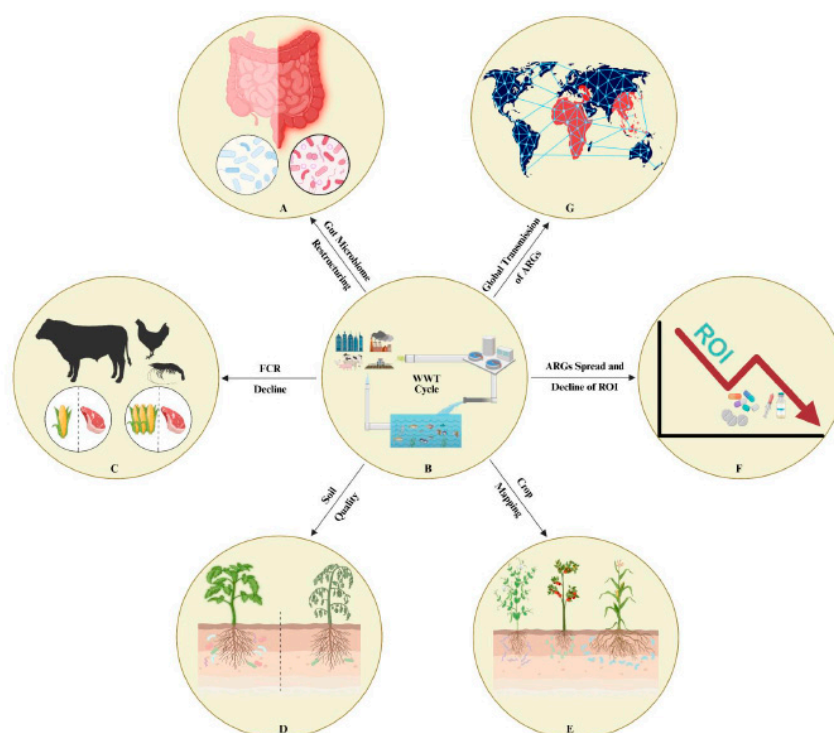 A
G
Gut Microbiome
Restructuring
Global Transmission
of ARGs
C
FCR
Decline
WWT
Cycle
B
ARGs Spread and
Decline of ROI
ROI
F
Soil
Quality
Crop
Mapping
D
E